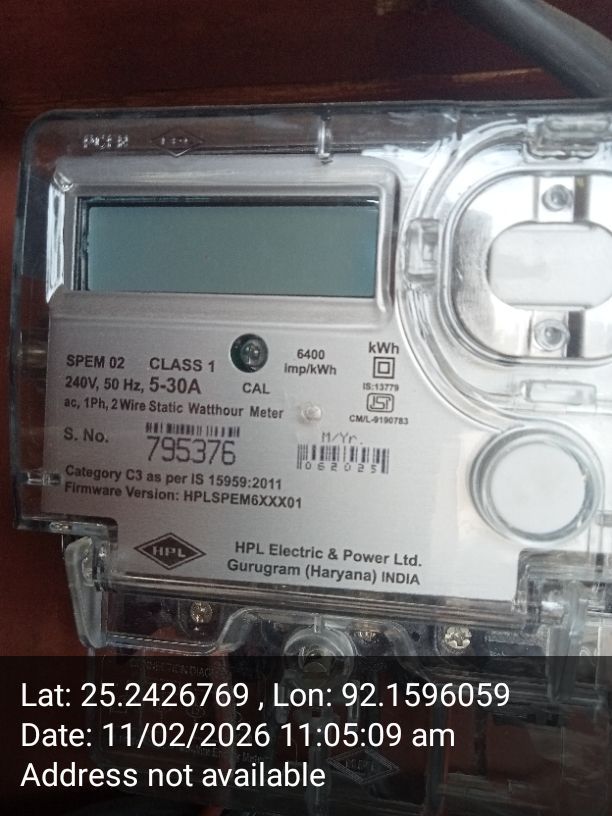 SPEM 02 CLASS 1
240V, 50 Hz, 5-30A
ac, 1Ph, 2 Wire Static Watthour Meter
CAL
6400
imp/kWh
kWh
IS:13779
ISI
CM/L-9190783
S. No. 795376
M/Yr.
062025
Category C3 as per IS 15959:2011
Firmware Version: HPLSPEM6XXX01
HPL
HPL Electric & Power Ltd.
Gurugram (Haryana) INDIA
Lat: 25.2426769 , Lon: 92.1596059
Date: 11/02/2026 11:05:09 am
Address not available